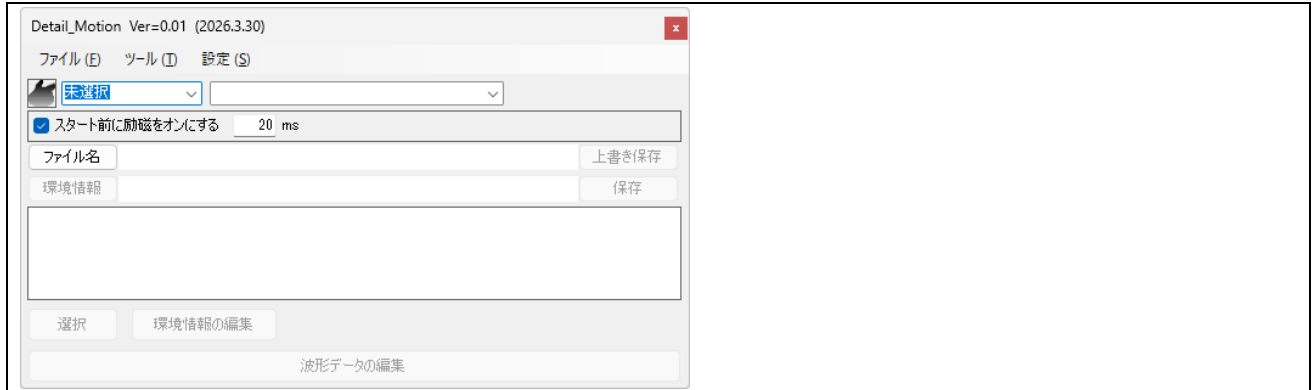 Detail_Motion Ver=0.01 (2026.3.30)
x
ファイル(F) ツール(T) 設定(S)
未選択
スタート前に励磁をオンにする 20 ms
ファイル名 上書き保存
環境情報 保存
選択 環境情報の編集
波形データの編集